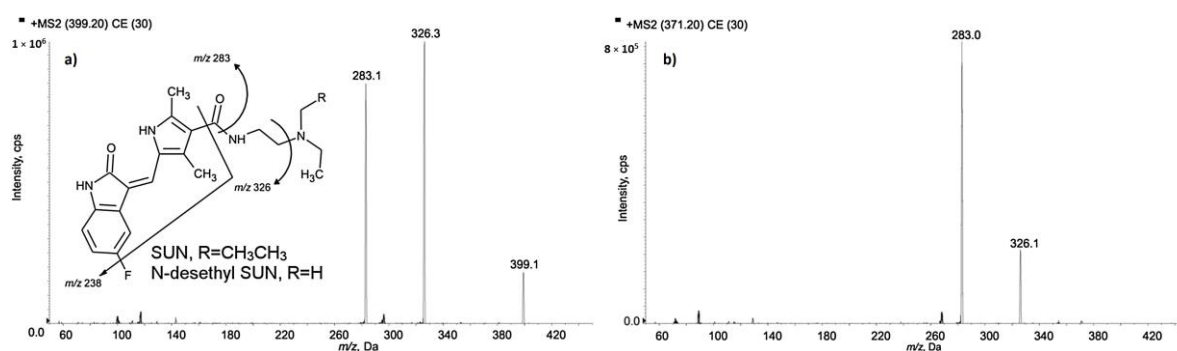 +MS2 (399.20) CE (30)
1 × 10⁶
a)
326.3
283.1
399.1
m/z 283
CH₃
O
R
HN
NH
N
CH₃
H₃C
O
HN
m/z 326
F
SUN, R=CH3CH3
N-desethyl SUN, R=H
m/z 238
Intensity, cps
0.0
60 100 140 180 220 260 300 340 380 420
m/z, Da
+MS2 (371.20) CE (30)
8 × 10⁵
b)
283.0
326.1
Intensity, cps
0.0
60 100 140 180 220 260 300 340 380 420
m/z, Da